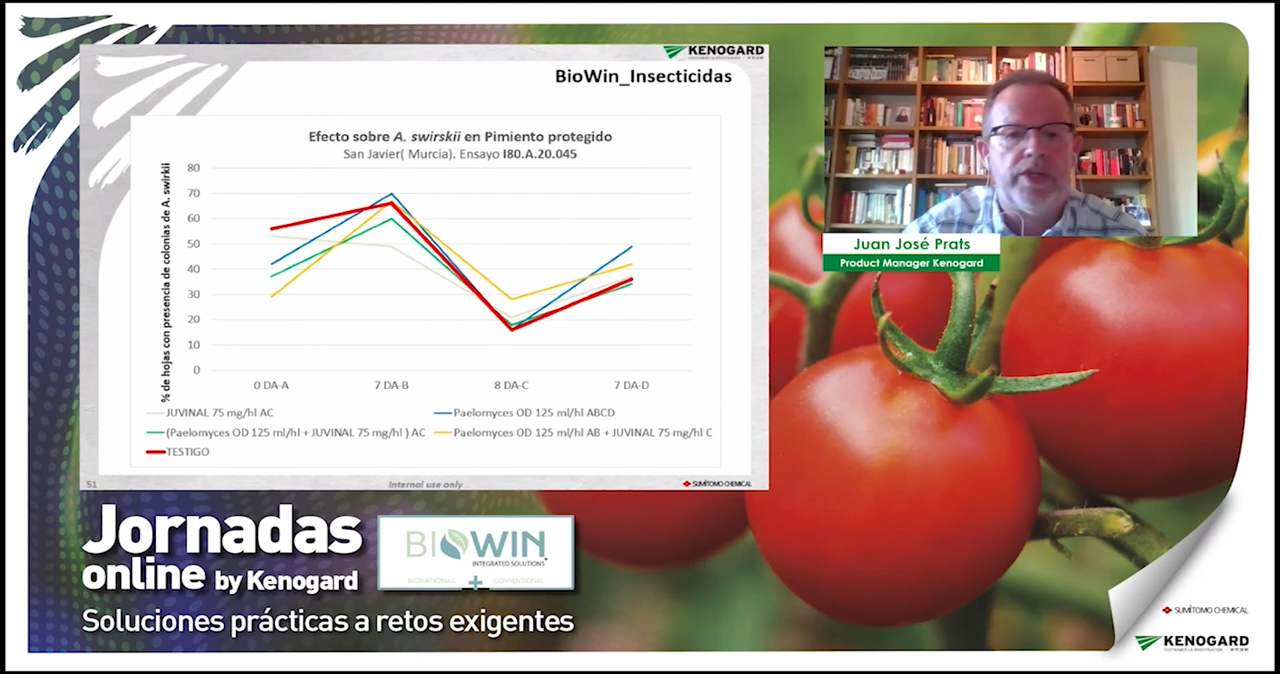 KENOGARD
BioWin_Insecticidas
Efecto sobre A. swirskii en Pimiento protegido
San Javier( Murcia). Ensayo I80.A.20.045
% de hojas con presencia de colonias de A. swirkii
80
70
60
50
40
30
20
10
0
0 DA-A 7 DA-B 8 DA-C 7 DA-D
JUVINAL 75 mg/hl AC
Paelomyces OD 125 ml/hl ABCD
(Paelomyces OD 125 ml/hl + JUVINAL 75 mg/hl ) AC
Paelomyces OD 125 ml/hl AB + JUVINAL 75 mg/hl C
TESTIGO
51
Internal use only
SUMITOMO CHEMICAL
Juan José Prats
Product Manager Kenogard
Jornadas
online by Kenogard
BIOWIN
INTEGRATED SOLUTIONS
BIORATIONAL + CONVENTIONAL
Soluciones prácticas a retos exigentes
SUMITOMO CHEMICAL
KENOGARD